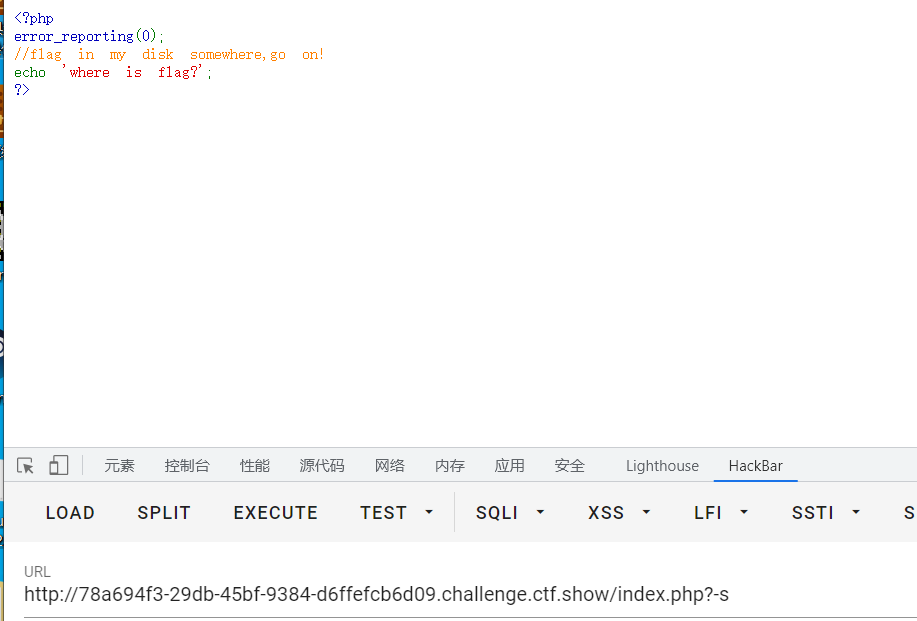 <?php
error_reporting(0);
//flag in my disk somewhere,go on!
echo 'where is flag?';
?>
元素 控制台 性能 源代码 网络 内存 应用 安全 Lighthouse HackBar
LOAD SPLIT EXECUTE TEST SQLI XSS LFI SSTI S
URL
http://78a694f3-29db-45bf-9384-d6ffefcb6d09.challenge.ctf.show/index.php?-s